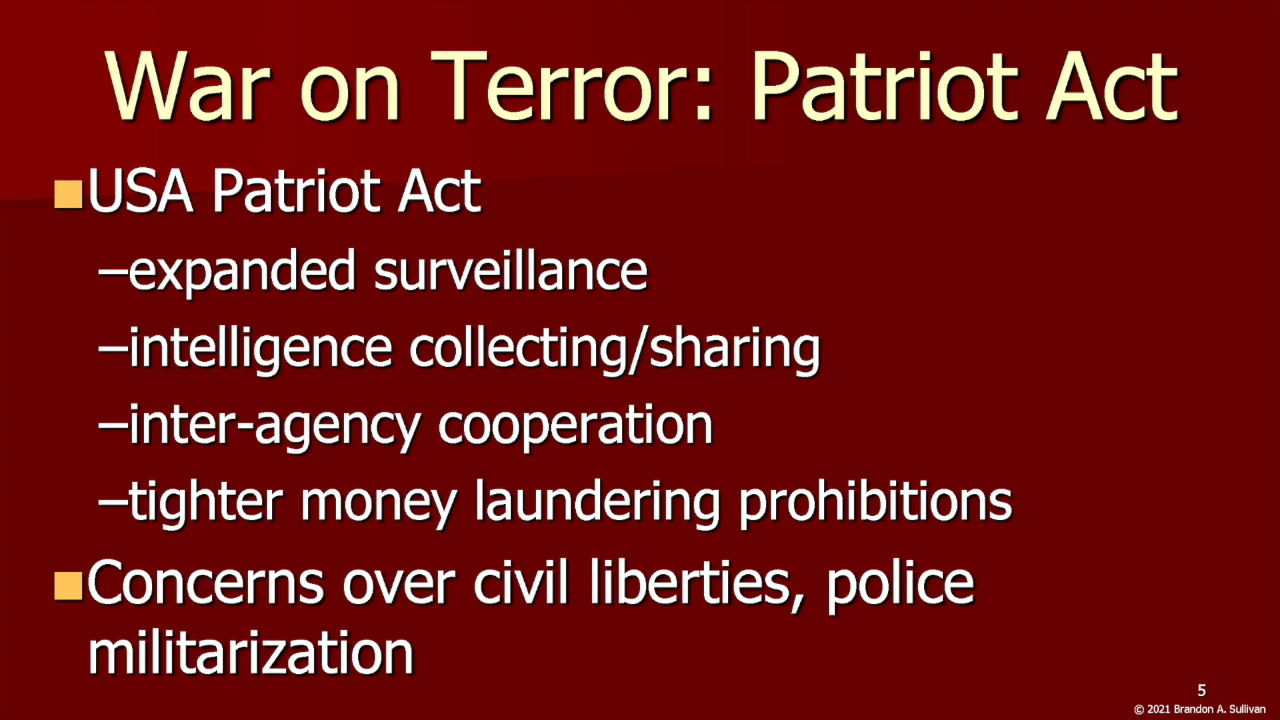 War on Terror: Patriot Act
USA Patriot Act
–expanded surveillance
–intelligence collecting/sharing
–inter-agency cooperation
–tighter money laundering prohibitions
Concerns over civil liberties, police
militarization
5
© 2021 Brandon A. Sullivan